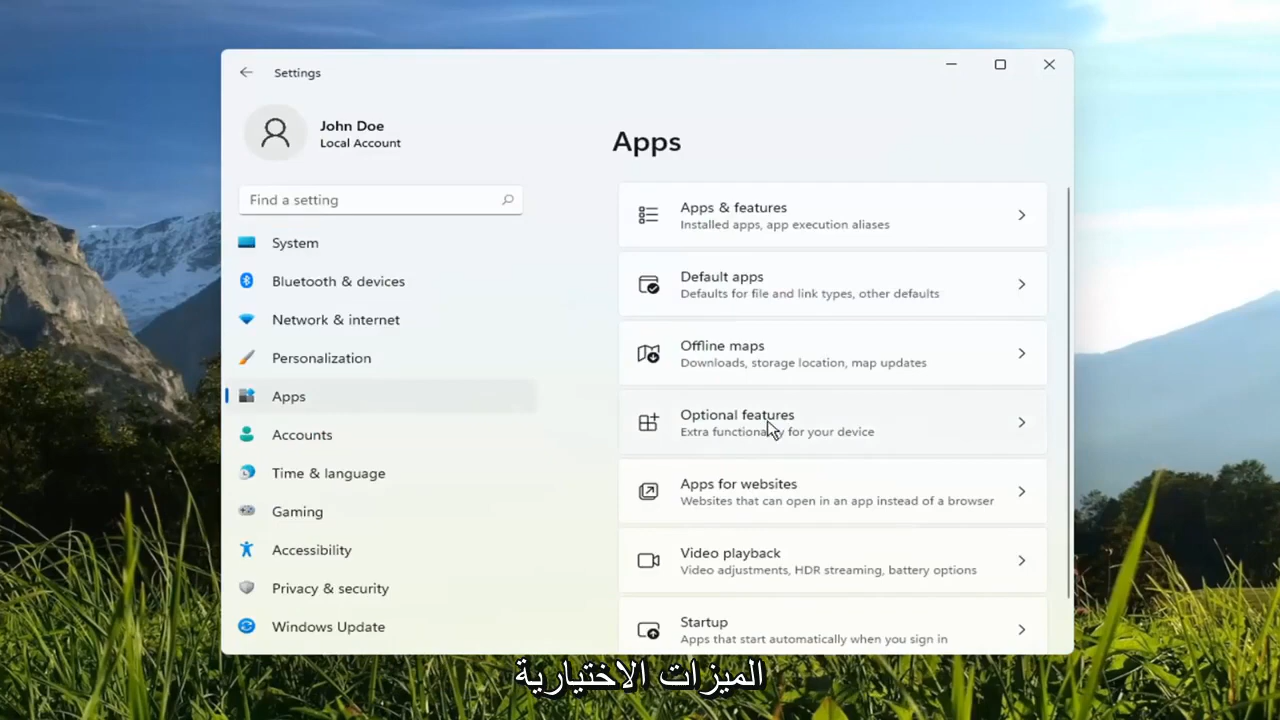 Settings
John Doe
Local Account
Find a setting
System
Bluetooth & devices
Network & internet
Personalization
Apps
Accounts
Time & language
Gaming
Accessibility
Privacy & security
Windows Update
Apps
Apps & features
Installed apps, app execution aliases
Default apps
Defaults for file and link types, other defaults
Offline maps
Downloads, storage location, map updates
Optional features
Extra functionality for your device
Apps for websites
Websites that can open in an app instead of a browser
Video playback
Video adjustments, HDR streaming, battery options
Startup
Apps that start automatically when you sign in
الميزات الاختيارية